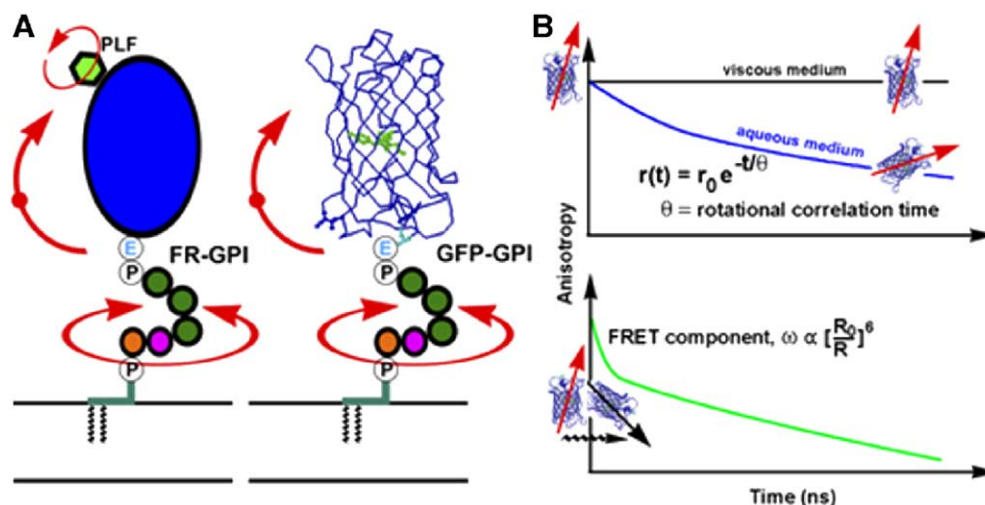 A
PLF
E
P
FR-GPI
P
E
P
GFP-GPI
P
B
viscous medium
aqueous medium
r(t) = r₀e^-t/θ
θ = rotational correlation time
Anisotropy
FRET component, ω ∝ [R₀/R]⁶
Time (ns)